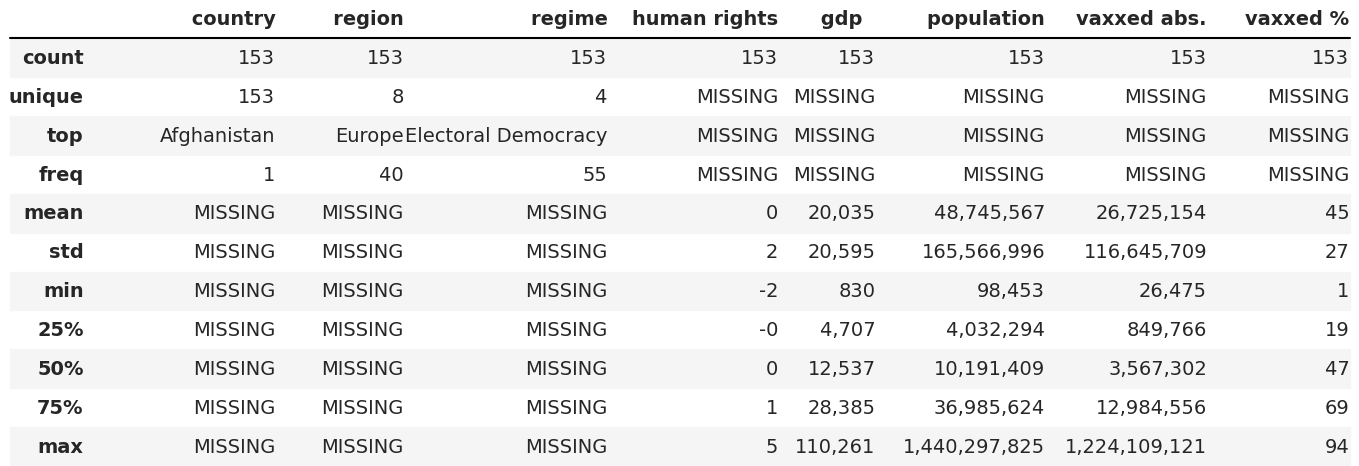 country region regime human rights gdp population vaxxed abs. vaxxed %
count 153 153 153 153 153 153 153 153
unique 153 8 4 MISSING MISSING MISSING MISSING MISSING
top Afghanistan Europe Electoral Democracy MISSING MISSING MISSING MISSING MISSING
freq 1 40 55 MISSING MISSING MISSING MISSING MISSING
mean MISSING MISSING MISSING 0 20,035 48,745,567 26,725,154 45
std MISSING MISSING MISSING 2 20,595 165,566,996 116,645,709 27
min MISSING MISSING MISSING -2 830 98,453 26,475 1
25% MISSING MISSING MISSING -0 4,707 4,032,294 849,766 19
50% MISSING MISSING MISSING 0 12,537 10,191,409 3,567,302 47
75% MISSING MISSING MISSING 1 28,385 36,985,624 12,984,556 69
max MISSING MISSING MISSING 5 110,261 1,440,297,825 1,224,109,121 94